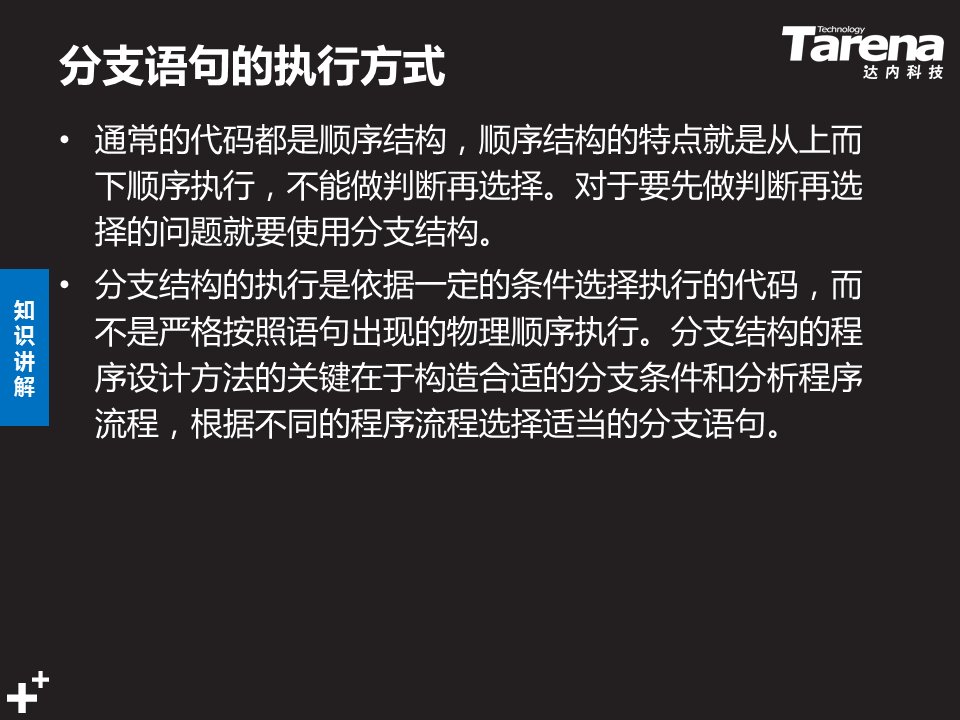 分支语句的执行方式
Technology
Tarena
达内科技
• 通常的代码都是顺序结构，顺序结构的特点就是从上而
下顺序执行，不能做判断再选择。对于要先做判断再选
择的问题就要使用分支结构。
• 分支结构的执行是依据一定的条件选择执行的代码，而
不是严格按照语句出现的物理顺序执行。分支结构的程
序设计方法的关键在于构造合适的分支条件和分析程序
流程，根据不同的程序流程选择适当的分支语句。
知
识
讲
解